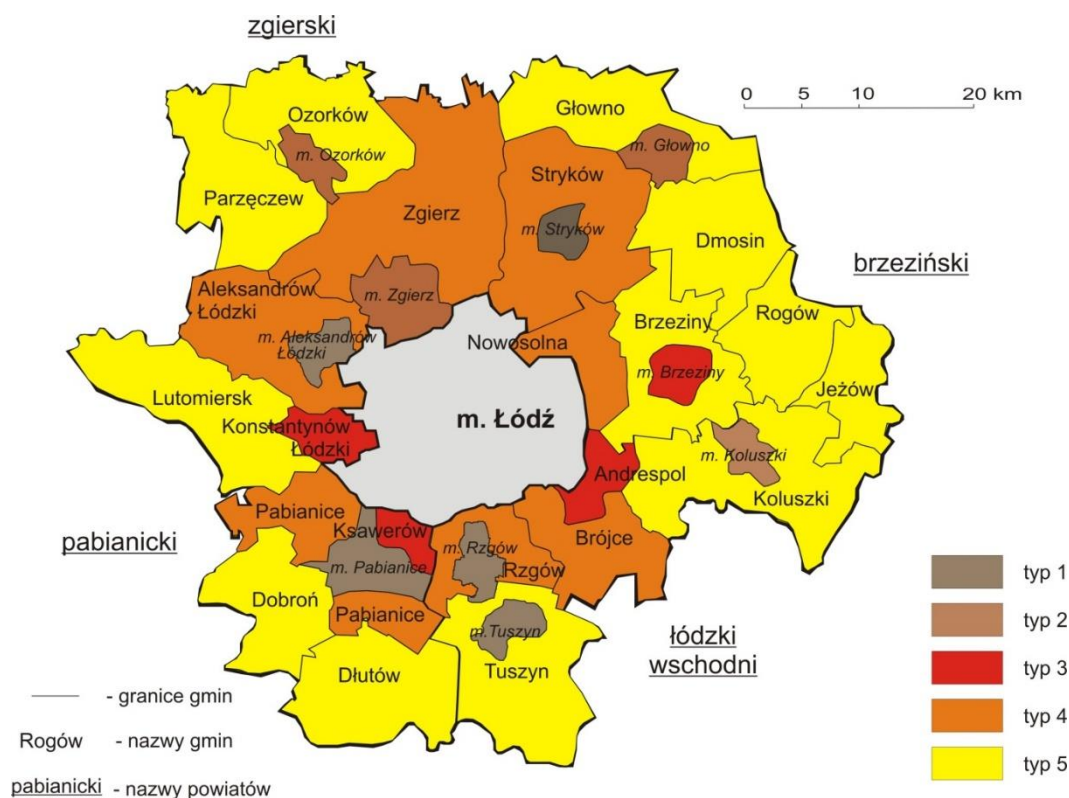 zgierski
0 5 10 20 km
Ozorków
m. Ozorków
Głowno
m. Głowno
Stryków
m. Stryków
Parzęczew
Zgierz
m. Zgierz
Dmosin
brzeziński
Aleksandrów
Łódzki
m. Aleksandrów
Łódzki
Nowosolna
Brzeziny
m. Brzeziny
Rogów
Jeżów
Lutomiersk
Konstantynów
Łódzki
m. Łódź
m. Koluszki
Koluszki
Andrespol
pabianicki
Pabianice
Ksawerów
m. Pabianice
m. Rzgów
Rzgów
Brójce
Dobroń
Pabianice
m.Tuszyn
Tuszyn
Dłutów
łódzki
wschodni
typ 1
typ 2
typ 3
typ 4
typ 5
- granice gmin
Rogów - nazwy gmin
pabianicki - nazwy powiatów